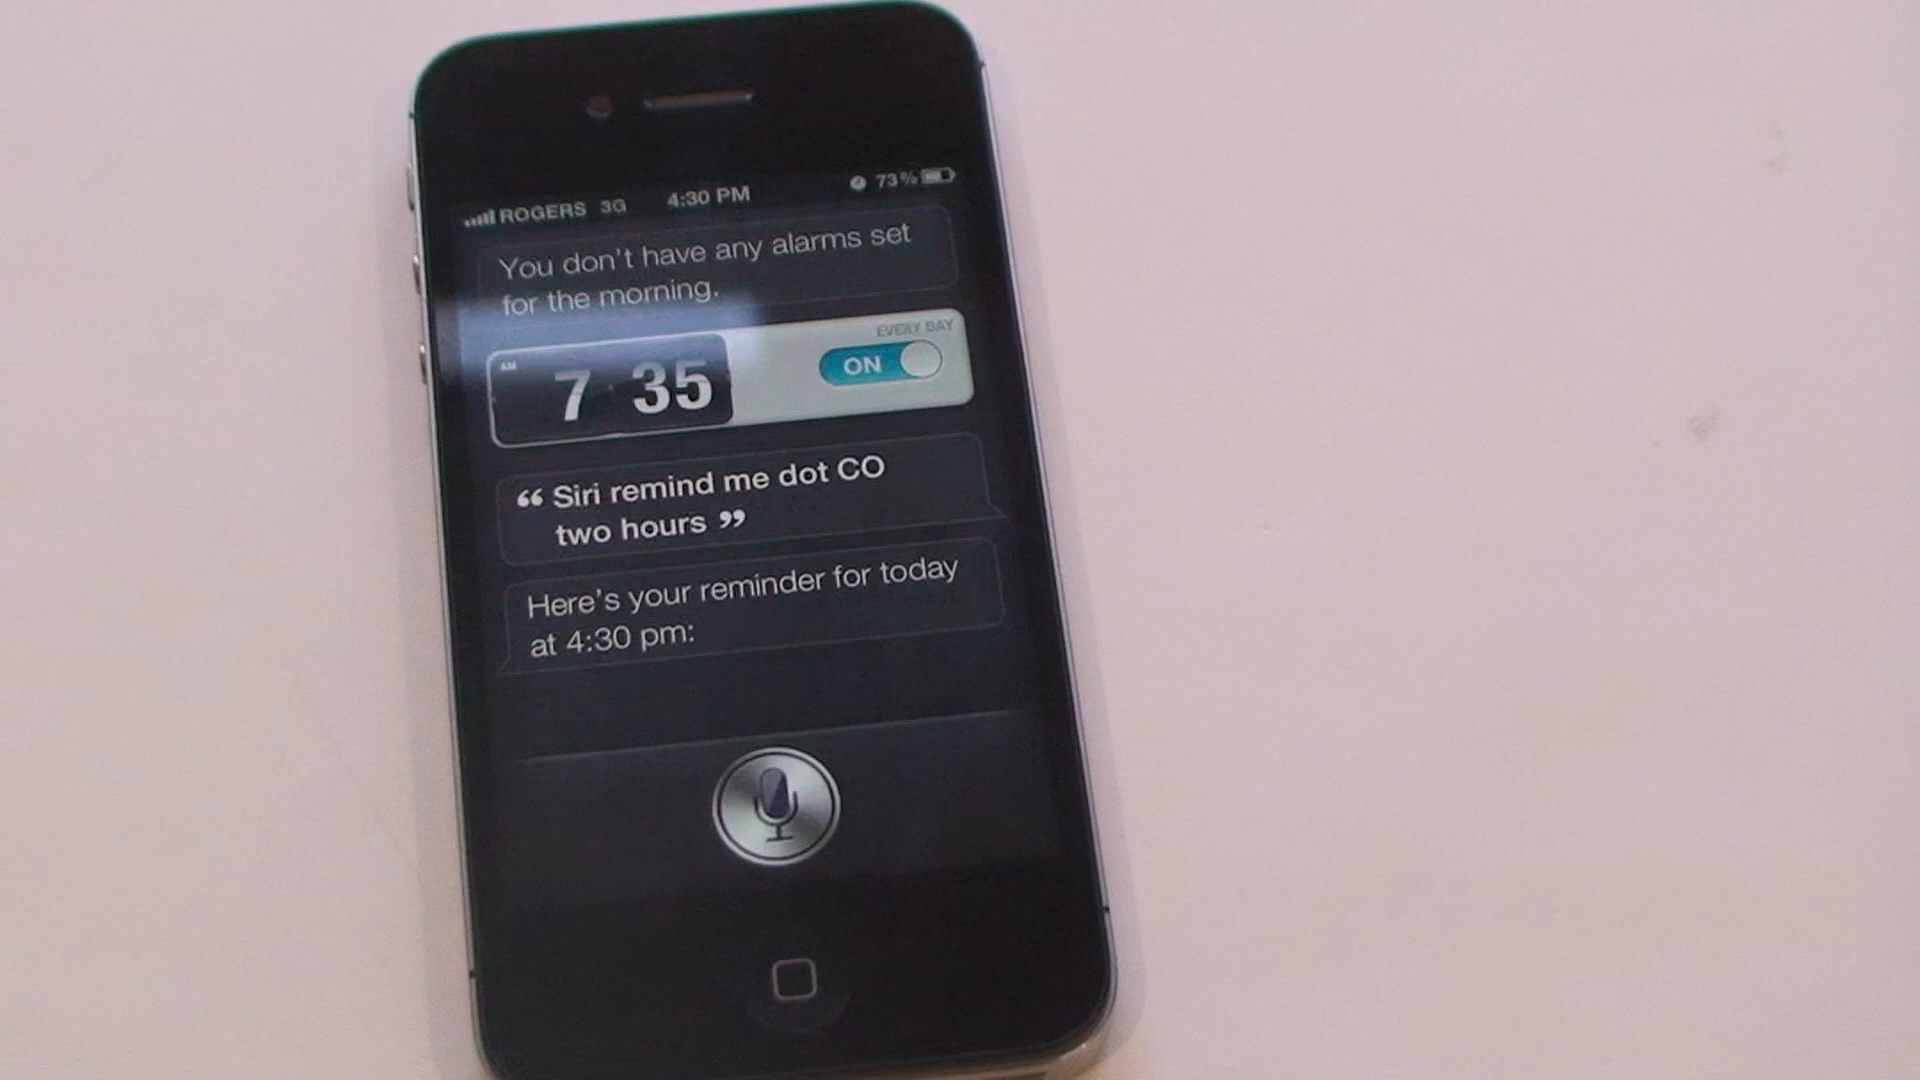 ROGERS 3G 4:30 PM 73%
You don't have any alarms set
for the morning.
EVERY DAY
AM 7 35 ON
“ Siri remind me dot CO
two hours ”
Here's your reminder for today
at 4:30 pm: